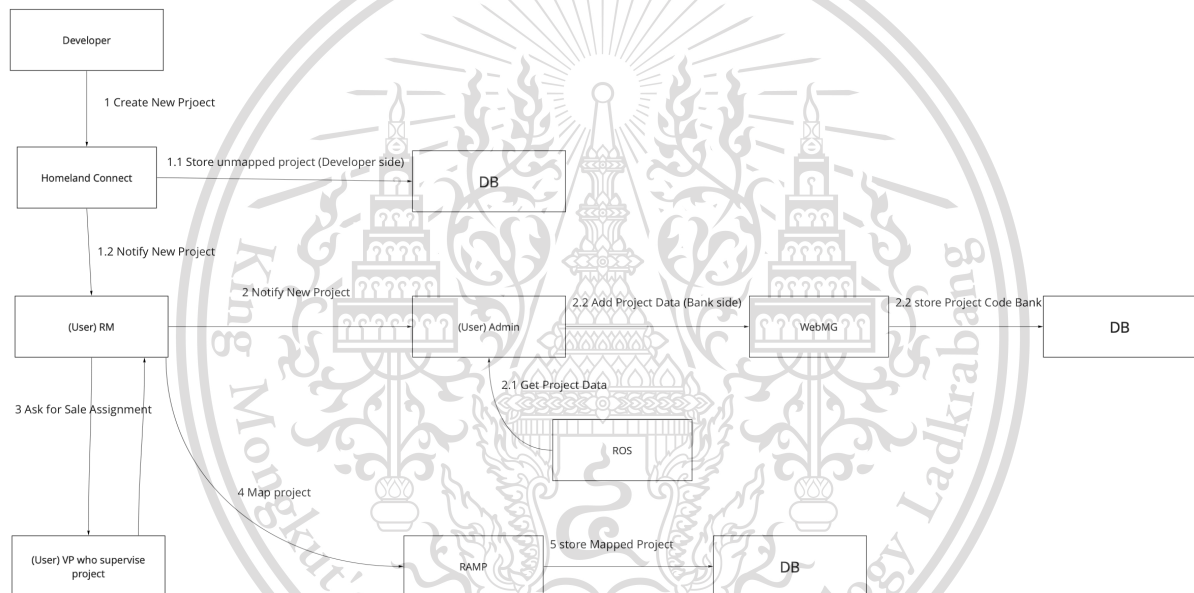 Developer
1 Create New Prjoect
Homeland Connect
1.1 Store unmapped project (Developer side)
DB
1.2 Notify New Project
(User) RM
2 Notify New Project
(User) Admin
2.2 Add Project Data (Bank side)
WebMG
2.2 store Project Code Bank
DB
2.1 Get Project Data
ROS
3 Ask for Sale Assignment
4 Map project
(User) VP who supervise
project
RAMP
5 store Mapped Project
DB
King Mongkut's
Ladkrabang